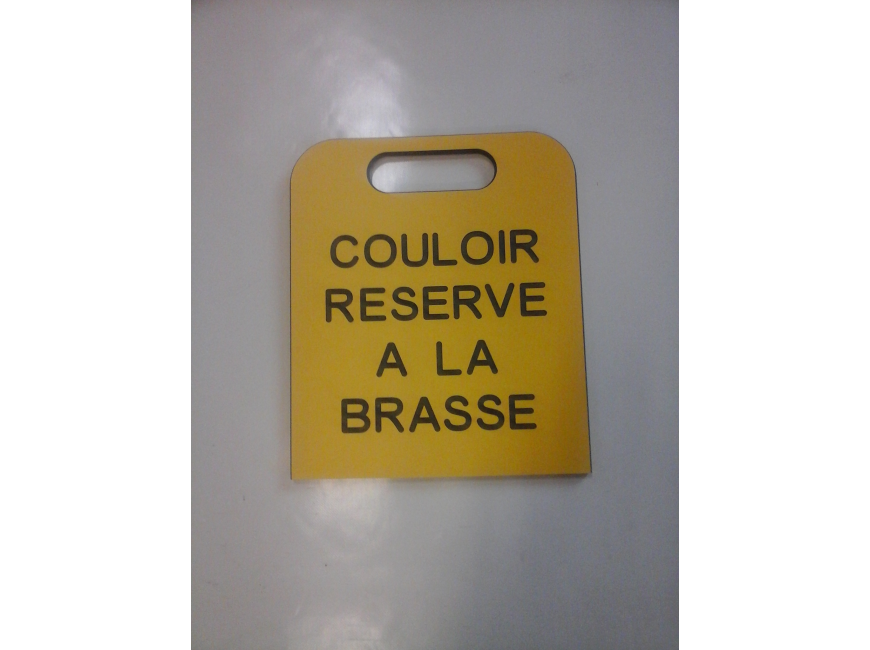 COULOIR
RESERVE
A LA
BRASSE